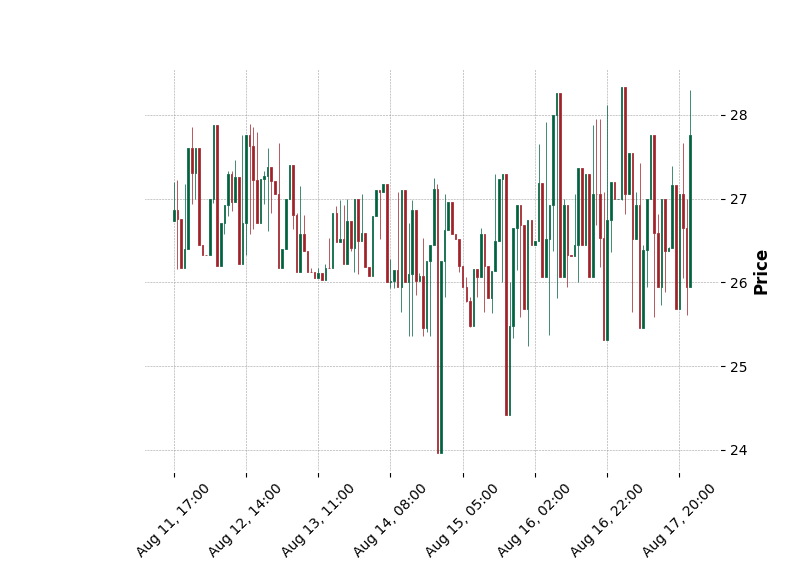 28
27
26
25
24
Price
Aug 11, 17:00
Aug 12, 14:00
Aug 13, 11:00
Aug 14, 08:00
Aug 15, 05:00
Aug 16, 02:00
Aug 16, 22:00
Aug 17, 20:00